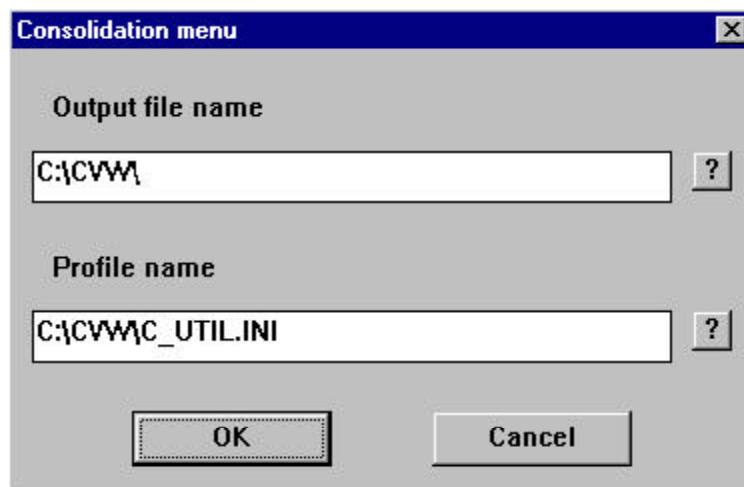 Consolidation menu
Output file name
C:\CVW\
?
Profile name
C:\CVW\C_UTIL.INI
?
OK
Cancel